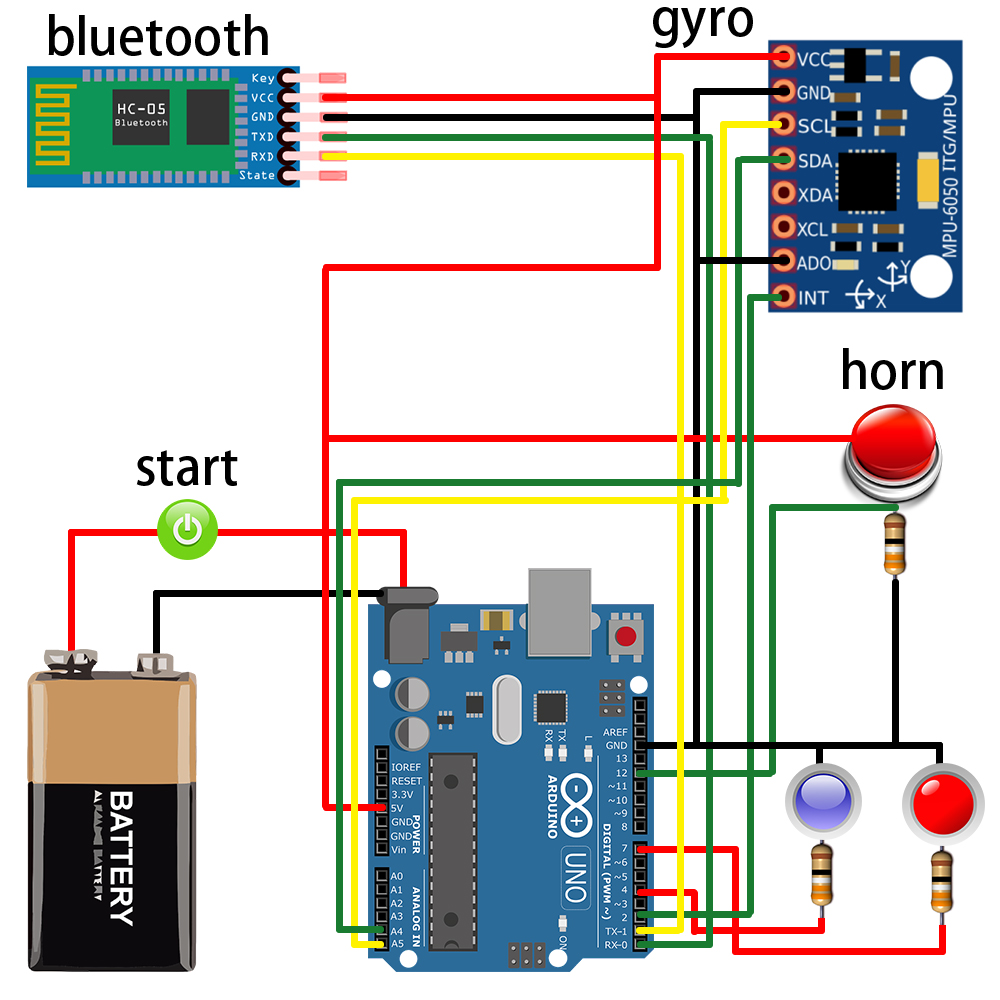 bluetooth
gyro
HC-05
Bluetooth
Key
VCC
GND
TXD
RXD
State
VCC
GND
SCL
SDA
XDA
XCL
ADO
INT
MPU-6050 ITG/MPU
Y
X
horn
start
BATTERY
RX
TX
L
IOREF
RESET
3.3V
5V
GND
GND
Vin
POWER
A0
A1
A2
A3
A4
A5
ANALOG IN
ARDUINO
UNO
ON
AREF
GND
13
12
~11
~10
~9
8
7
~6
~5
4
~3
2
TX-1
RX-0
DIGITAL (PWM ~)